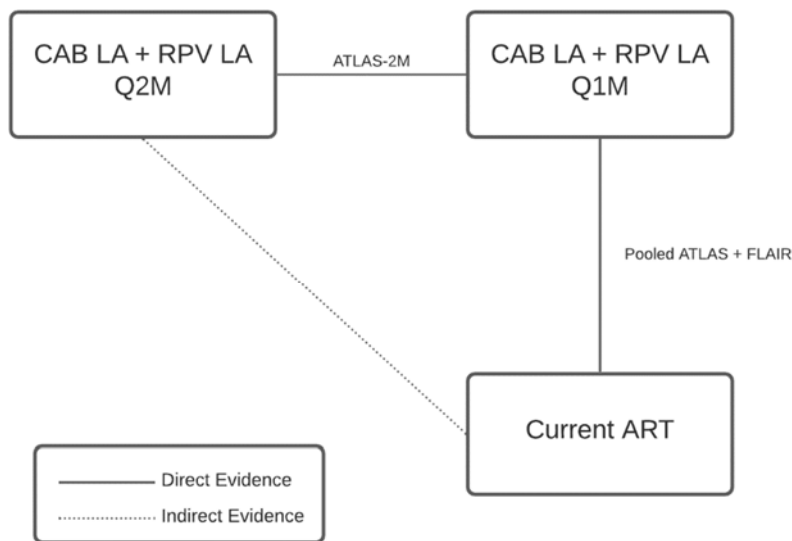 CAB LA + RPV LA
Q2M
ATLAS-2M
CAB LA + RPV LA
Q1M
Pooled ATLAS + FLAIR
Current ART
Direct Evidence
Indirect Evidence